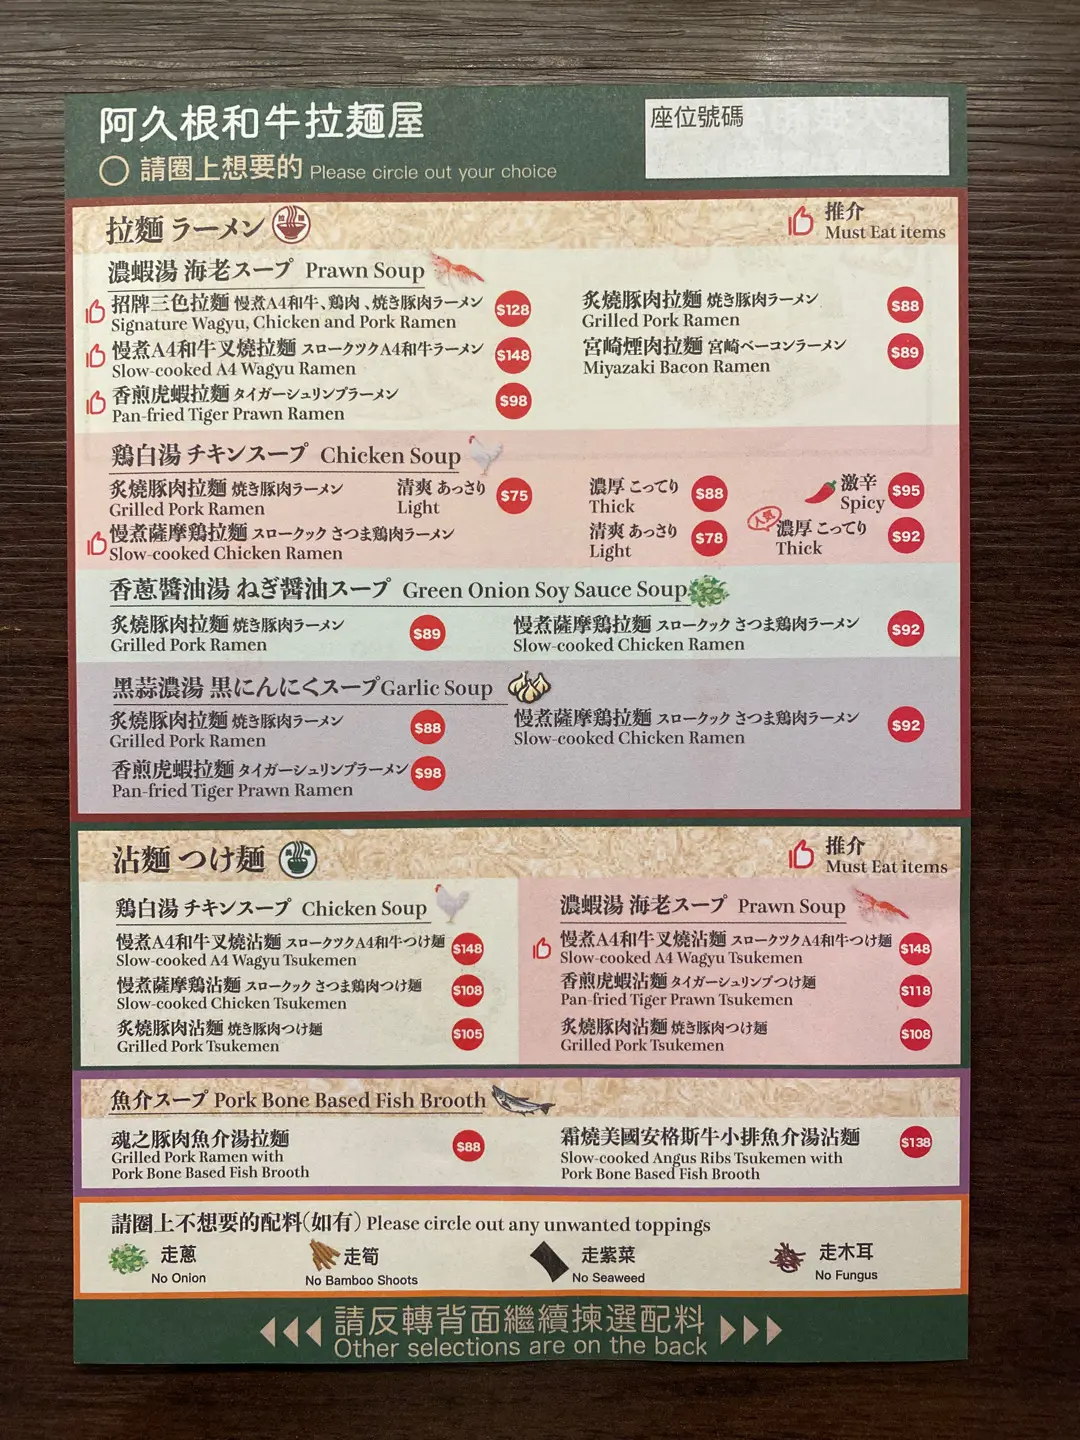 阿久根和牛拉麵屋
座位號碼
請圈上想要的 Please circle out your choice
拉麵 ラーメン
推介
Must Eat items
濃蝦湯 海老スープ Prawn Soup
招牌三色拉麵 慢煮A4和牛、鶏肉、焼き豚肉ラーメン $128
Signature Wagyu, Chicken and Pork Ramen
慢煮A4和牛叉燒拉麵 スロークツクA4和牛ラーメン $148
Slow-cooked A4 Wagyu Ramen
香煎虎蝦拉麵 タイガーシュリンプラーメン $98
Pan-fried Tiger Prawn Ramen
炙燒豚肉拉麵 焼き豚肉ラーメン $88
Grilled Pork Ramen
宮崎煙肉拉麵 宮崎ベーコンラーメン $89
Miyazaki Bacon Ramen
鶏白湯 チキンスープ Chicken Soup
炙燒豚肉拉麵 焼き豚肉ラーメン 清爽 あっさり $75 濃厚 こってり $88 激辛 $95
Grilled Pork Ramen Light Thick Spicy
慢煮薩摩鶏拉麵 スロークック さつま鶏肉ラーメン 清爽 あっさり $78 人気 濃厚 こってり $92
Slow-cooked Chicken Ramen Light Thick
香蔥醬油湯 ねぎ醤油スープ Green Onion Soy Sauce Soup
炙燒豚肉拉麵 焼き豚肉ラーメン $89 慢煮薩摩鶏拉麵 スロークック さつま鶏肉ラーメン $92
Grilled Pork Ramen Slow-cooked Chicken Ramen
黑蒜濃湯 黒にんにくスープGarlic Soup
炙燒豚肉拉麵 焼き豚肉ラーメン $88 慢煮薩摩鶏拉麵 スロークック さつま鶏肉ラーメン $92
Grilled Pork Ramen Slow-cooked Chicken Ramen
香煎虎蝦拉麵 タイガーシュリンプラーメン $98
Pan-fried Tiger Prawn Ramen
沾麵 つけ麺
推介
Must Eat items
鶏白湯 チキンスープ Chicken Soup
慢煮A4和牛叉燒沾麵 スロークツクA4和牛つけ麺 $148
Slow-cooked A4 Wagyu Tsukemen
慢煮薩摩鶏沾麵 スロークック さつま鶏肉つけ麺 $108
Slow-cooked Chicken Tsukemen
炙燒豚肉沾麵 焼き豚肉つけ麺 $105
Grilled Pork Tsukemen
濃蝦湯 海老スープ Prawn Soup
慢煮A4和牛叉燒沾麵 スロークツクA4和牛つけ麺 $148
Slow-cooked A4 Wagyu Tsukemen
香煎虎蝦沾麵 タイガーシュリンプつけ麺 $118
Pan-fried Tiger Prawn Tsukemen
炙燒豚肉沾麵 焼き豚肉つけ麺 $108
Grilled Pork Tsukemen
魚介スープ Pork Bone Based Fish Brooth
魂之豚肉魚介湯拉麵 $88
Grilled Pork Ramen with
Pork Bone Based Fish Brooth
霜燒美國安格斯牛小排魚介湯沾麵 $138
Slow-cooked Angus Ribs Tsukemen with
Pork Bone Based Fish Brooth
請圈上不想要的配料(如有) Please circle out any unwanted toppings
走蔥 走筍 走紫菜 走木耳
No Onion No Bamboo Shoots No Seaweed No Fungus
請反轉背面繼續揀選配料
Other selections are on the back